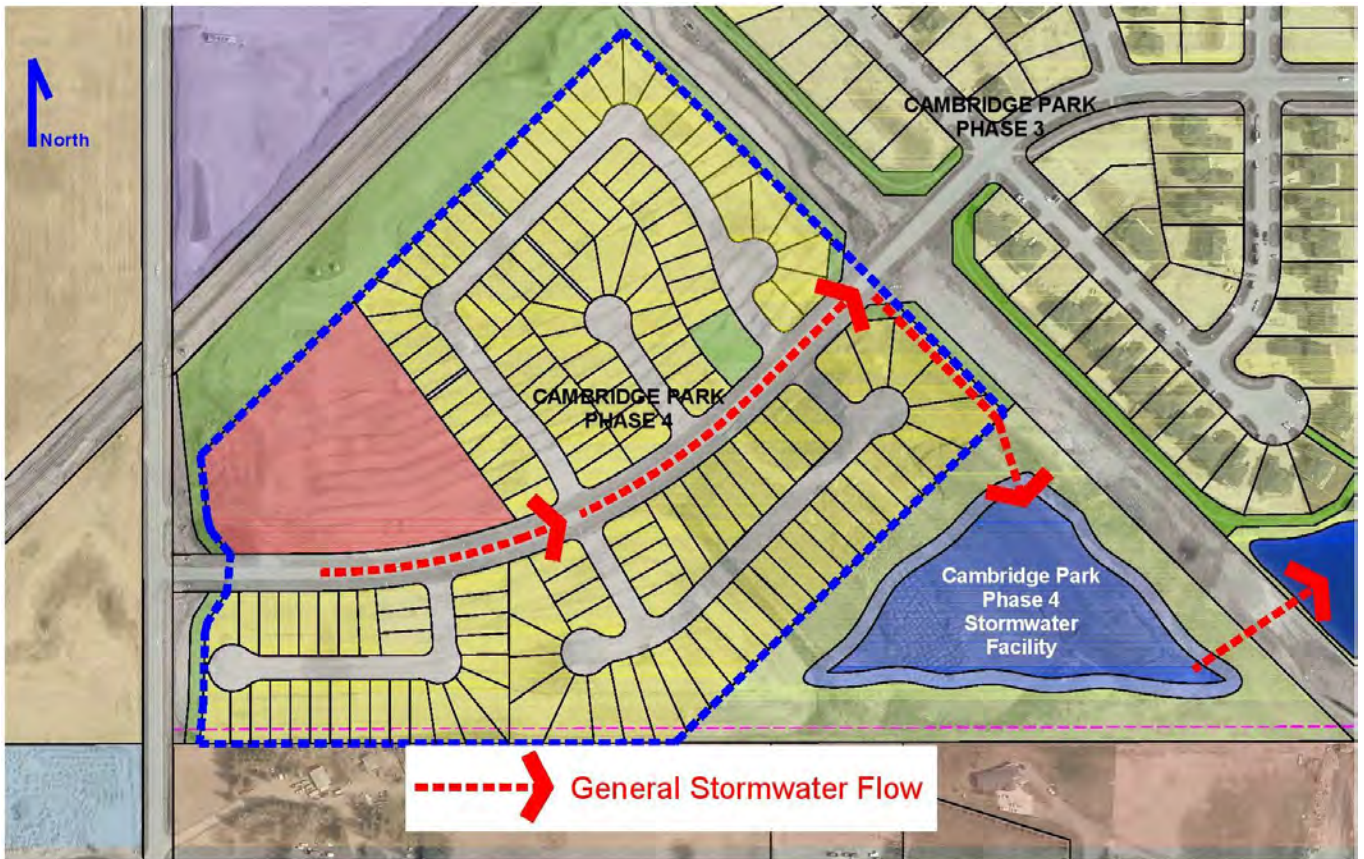 North
CAMBRIDGE PARK
PHASE 3
CAMBRIDGE PARK
PHASE 4
Cambridge Park
Phase 4
Stormwater
Facility
General Stormwater Flow